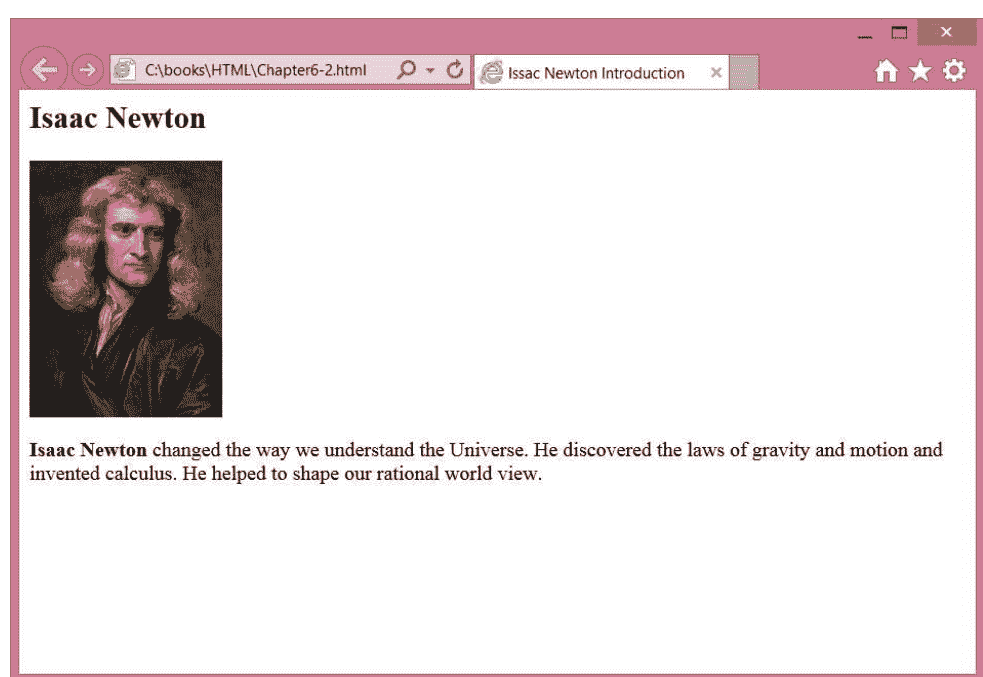 C:\books\HTML\Chapter6-2.html
Issac Newton Introduction
Isaac Newton
Isaac Newton changed the way we understand the Universe. He discovered the laws of gravity and motion and
invented calculus. He helped to shape our rational world view.